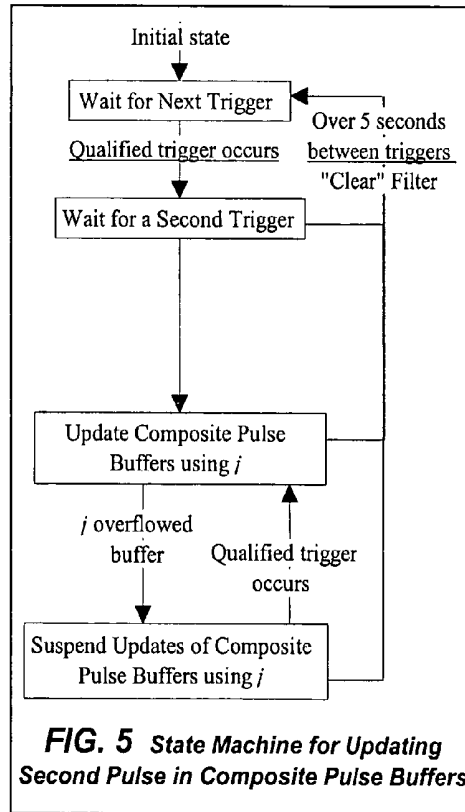 Initial state
Wait for Next Trigger
Over 5 seconds
between triggers
"Clear" Filter
Qualified trigger occurs
Wait for a Second Trigger
Update Composite Pulse
Buffers using j
j overflowed
buffer
Qualified trigger
occurs
Suspend Updates of Composite
Pulse Buffers using j
FIG. 5 State Machine for Updating
Second Pulse in Composite Pulse Buffers